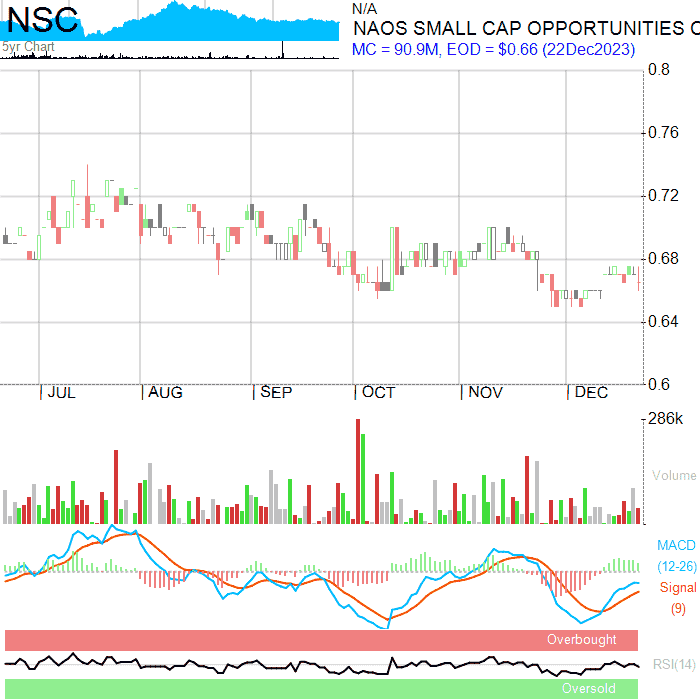 NSC
5yr Chart
N/A
NAOS SMALL CAP OPPORTUNITIES C
MC = 90.9M, EOD = $0.66 (22Dec2023)
0.8
0.76
0.72
0.68
0.64
0.6
JUL AUG SEP OCT NOV DEC
286k
Volume
MACD
(12-26)
Signal
(9)
Overbought
RSI(14)
Oversold